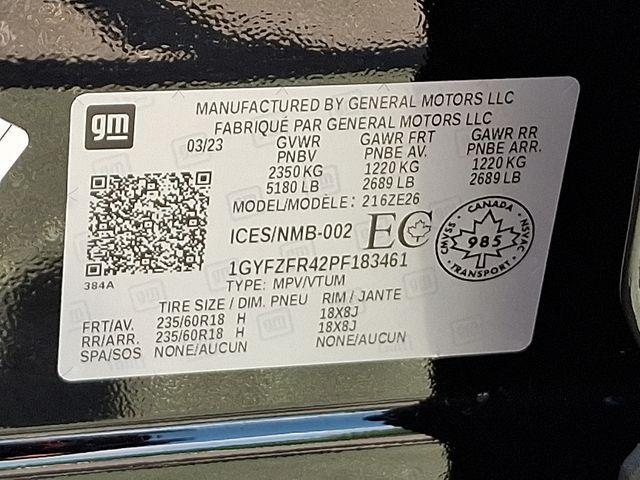 gm
MANUFACTURED BY GENERAL MOTORS LLC
FABRIQUÉ PAR GENERAL MOTORS LLC
03/23 GVWR GAWR FRT GAWR RR
PNBV PNBE AV. PNBE ARR.
2350 KG 1220 KG 1220 KG
5180 LB 2689 LB 2689 LB
MODEL/MODÈLE: 216ZE26
ICES/NMB-002 EC
CANADA
CMVSS 985 NSVAC
TRANSPORT
1GYFZFR42PF183461
384A
TYPE: MPV/VTUM
TIRE SIZE / DIM. PNEU RIM / JANTE
FRT/AV. 235/60R18 H 18X8J
RR/ARR. 235/60R18 H 18X8J
SPA/SOS NONE/AUCUN NONE/AUCUN